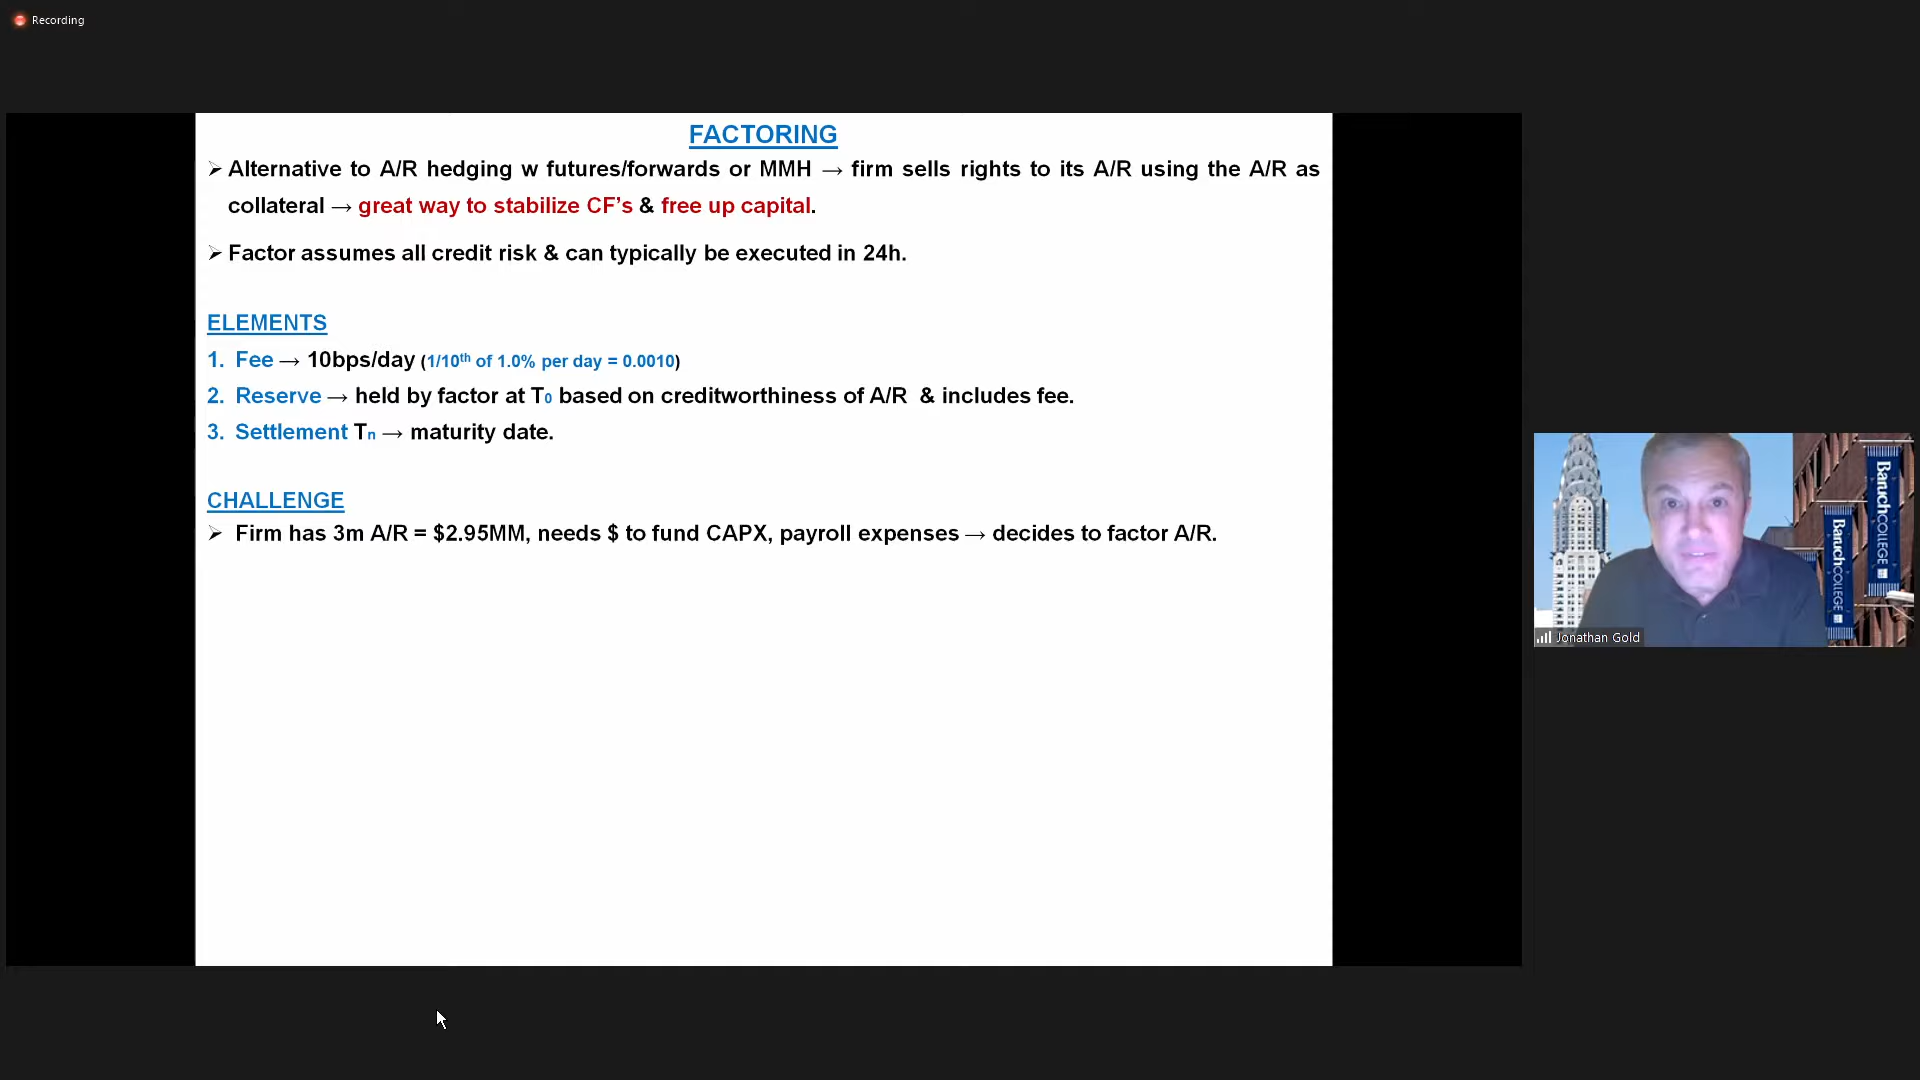 Recording
FACTORING
➢ Alternative to A/R hedging w futures/forwards or MMH → firm sells rights to its A/R using the A/R as
collateral → great way to stabilize CF's & free up capital.
➢ Factor assumes all credit risk & can typically be executed in 24h.
ELEMENTS
1. Fee → 10bps/day (1/10th of 1.0% per day = 0.0010)
2. Reserve → held by factor at T0 based on creditworthiness of A/R & includes fee.
3. Settlement Tn → maturity date.
CHALLENGE
➢ Firm has 3m A/R = $2.95MM, needs $ to fund CAPX, payroll expenses → decides to factor A/R.
Baruch COLLEGE
Baruch COLLEGE
Jonathan Gold